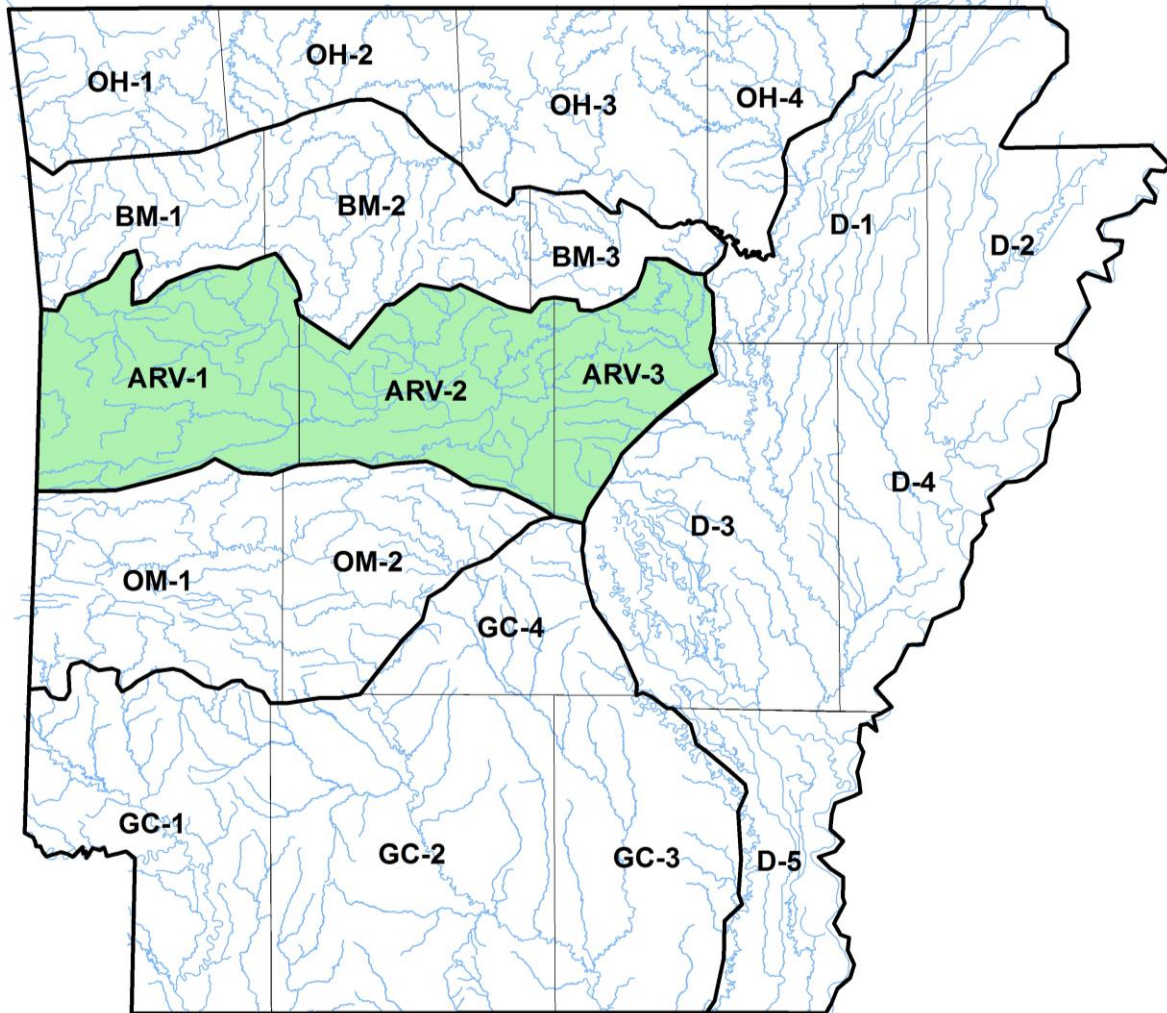 OH-1
OH-2
OH-3
OH-4
BM-1
BM-2
BM-3
D-1
D-2
ARV-1
ARV-2
ARV-3
D-3
D-4
OM-1
OM-2
GC-4
GC-1
GC-2
GC-3
D-5